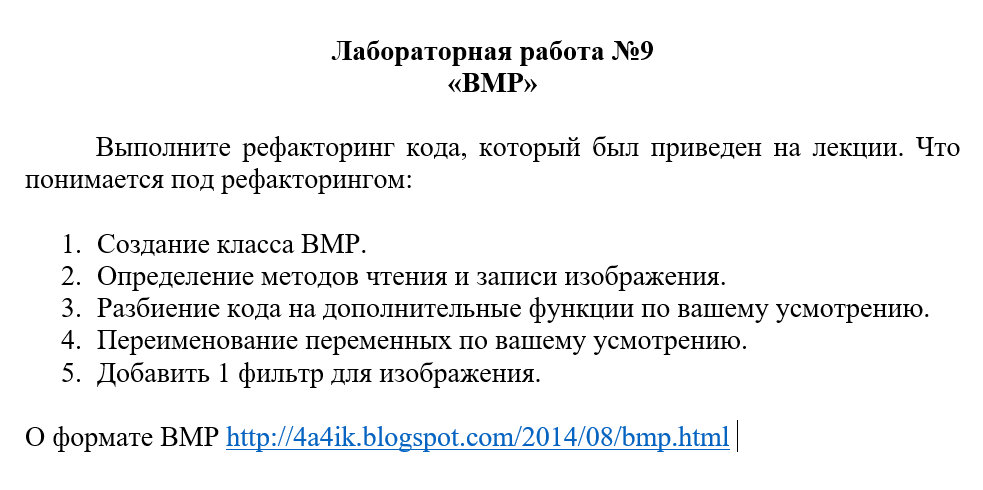 Лабораторная работа №9
«BMP»
Выполните рефакторинг кода, который был приведен на лекции. Что
понимается под рефакторингом:
1. Создание класса BMP.
2. Определение методов чтения и записи изображения.
3. Разбиение кода на дополнительные функции по вашему усмотрению.
4. Переименование переменных по вашему усмотрению.
5. Добавить 1 фильтр для изображения.
О формате BMP http://4a4ik.blogspot.com/2014/08/bmp.html